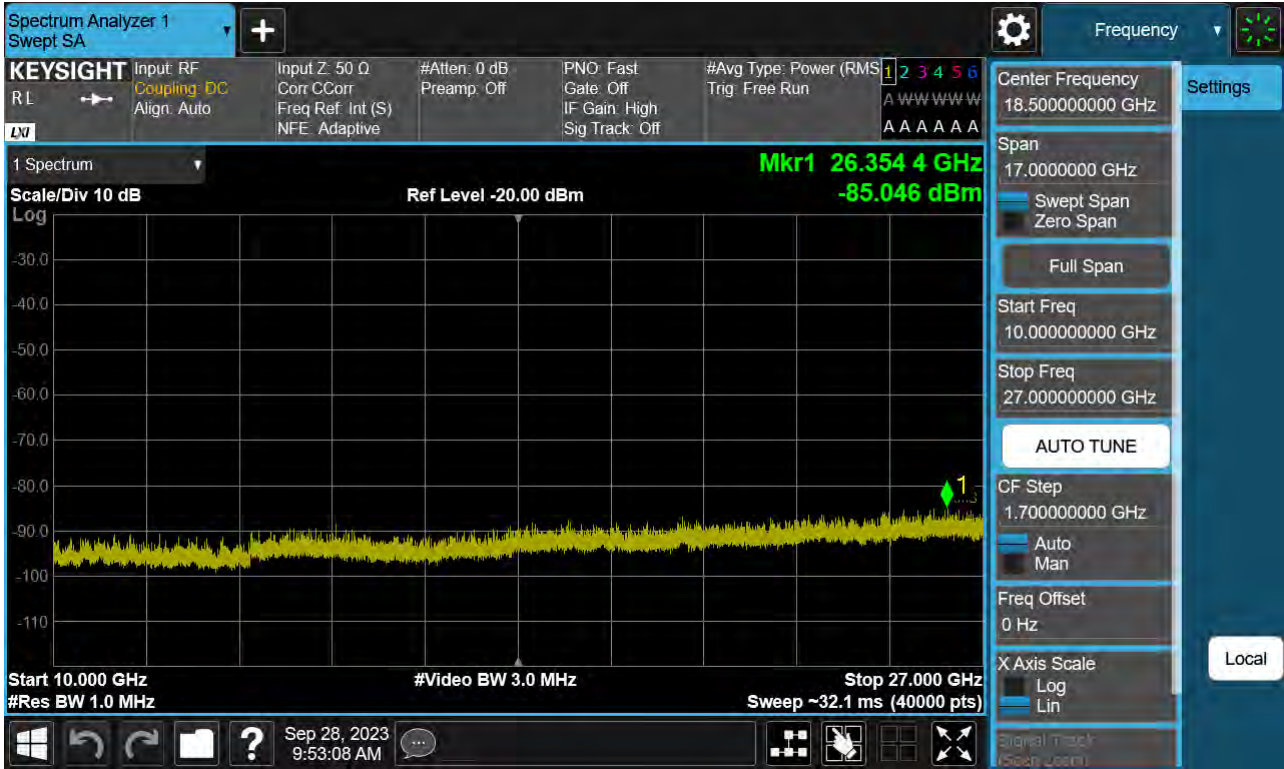 Spectrum Analyzer 1
Swept SA
Frequency
KEYSIGHT
RL
LXI
Input: RF
Coupling: DC
Align: Auto
Input Z: 50 Ω
Corr CCorr
Freq Ref: Int (S)
NFE: Adaptive
#Atten: 0 dB
Preamp: Off
PNO: Fast
Gate: Off
IF Gain: High
Sig Track: Off
#Avg Type: Power (RMS
Trig: Free Run
1 2 3 4 5 6
A W W W W W
A A A A A A
1 Spectrum
Scale/Div 10 dB
Ref Level -20.00 dBm
Mkr1 26.354 4 GHz
-85.046 dBm
Log
-30.0
-40.0
-50.0
-60.0
-70.0
-80.0
-90.0
-100
-110
1
Start 10.000 GHz
#Video BW 3.0 MHz
Stop 27.000 GHz
#Res BW 1.0 MHz
Sweep ~32.1 ms (40000 pts)
Center Frequency
18.500000000 GHz
Settings
Span
17.0000000 GHz
Swept Span
Zero Span
Full Span
Start Freq
10.000000000 GHz
Stop Freq
27.000000000 GHz
AUTO TUNE
CF Step
1.700000000 GHz
Auto
Man
Freq Offset
0 Hz
X Axis Scale
Log
Lin
Local
Signal Track
(Span Zoom)
?
Sep 28, 2023
9:53:08 AM